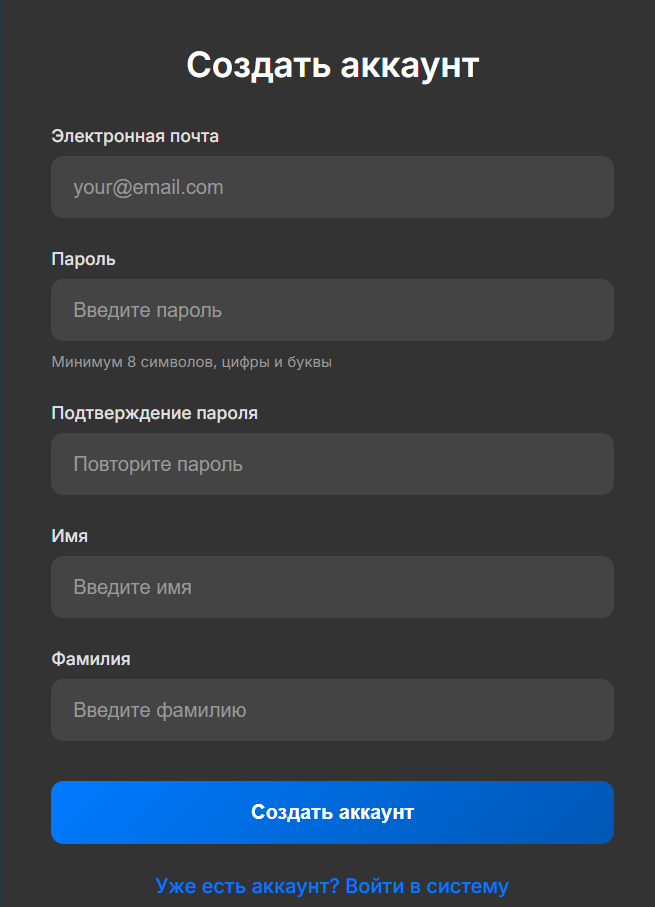 Создать аккаунт
Электронная почта
your@email.com
Пароль
Введите пароль
Минимум 8 символов, цифры и буквы
Подтверждение пароля
Повторите пароль
Имя
Введите имя
Фамилия
Введите фамилию
Создать аккаунт
Уже есть аккаунт? Войти в систему